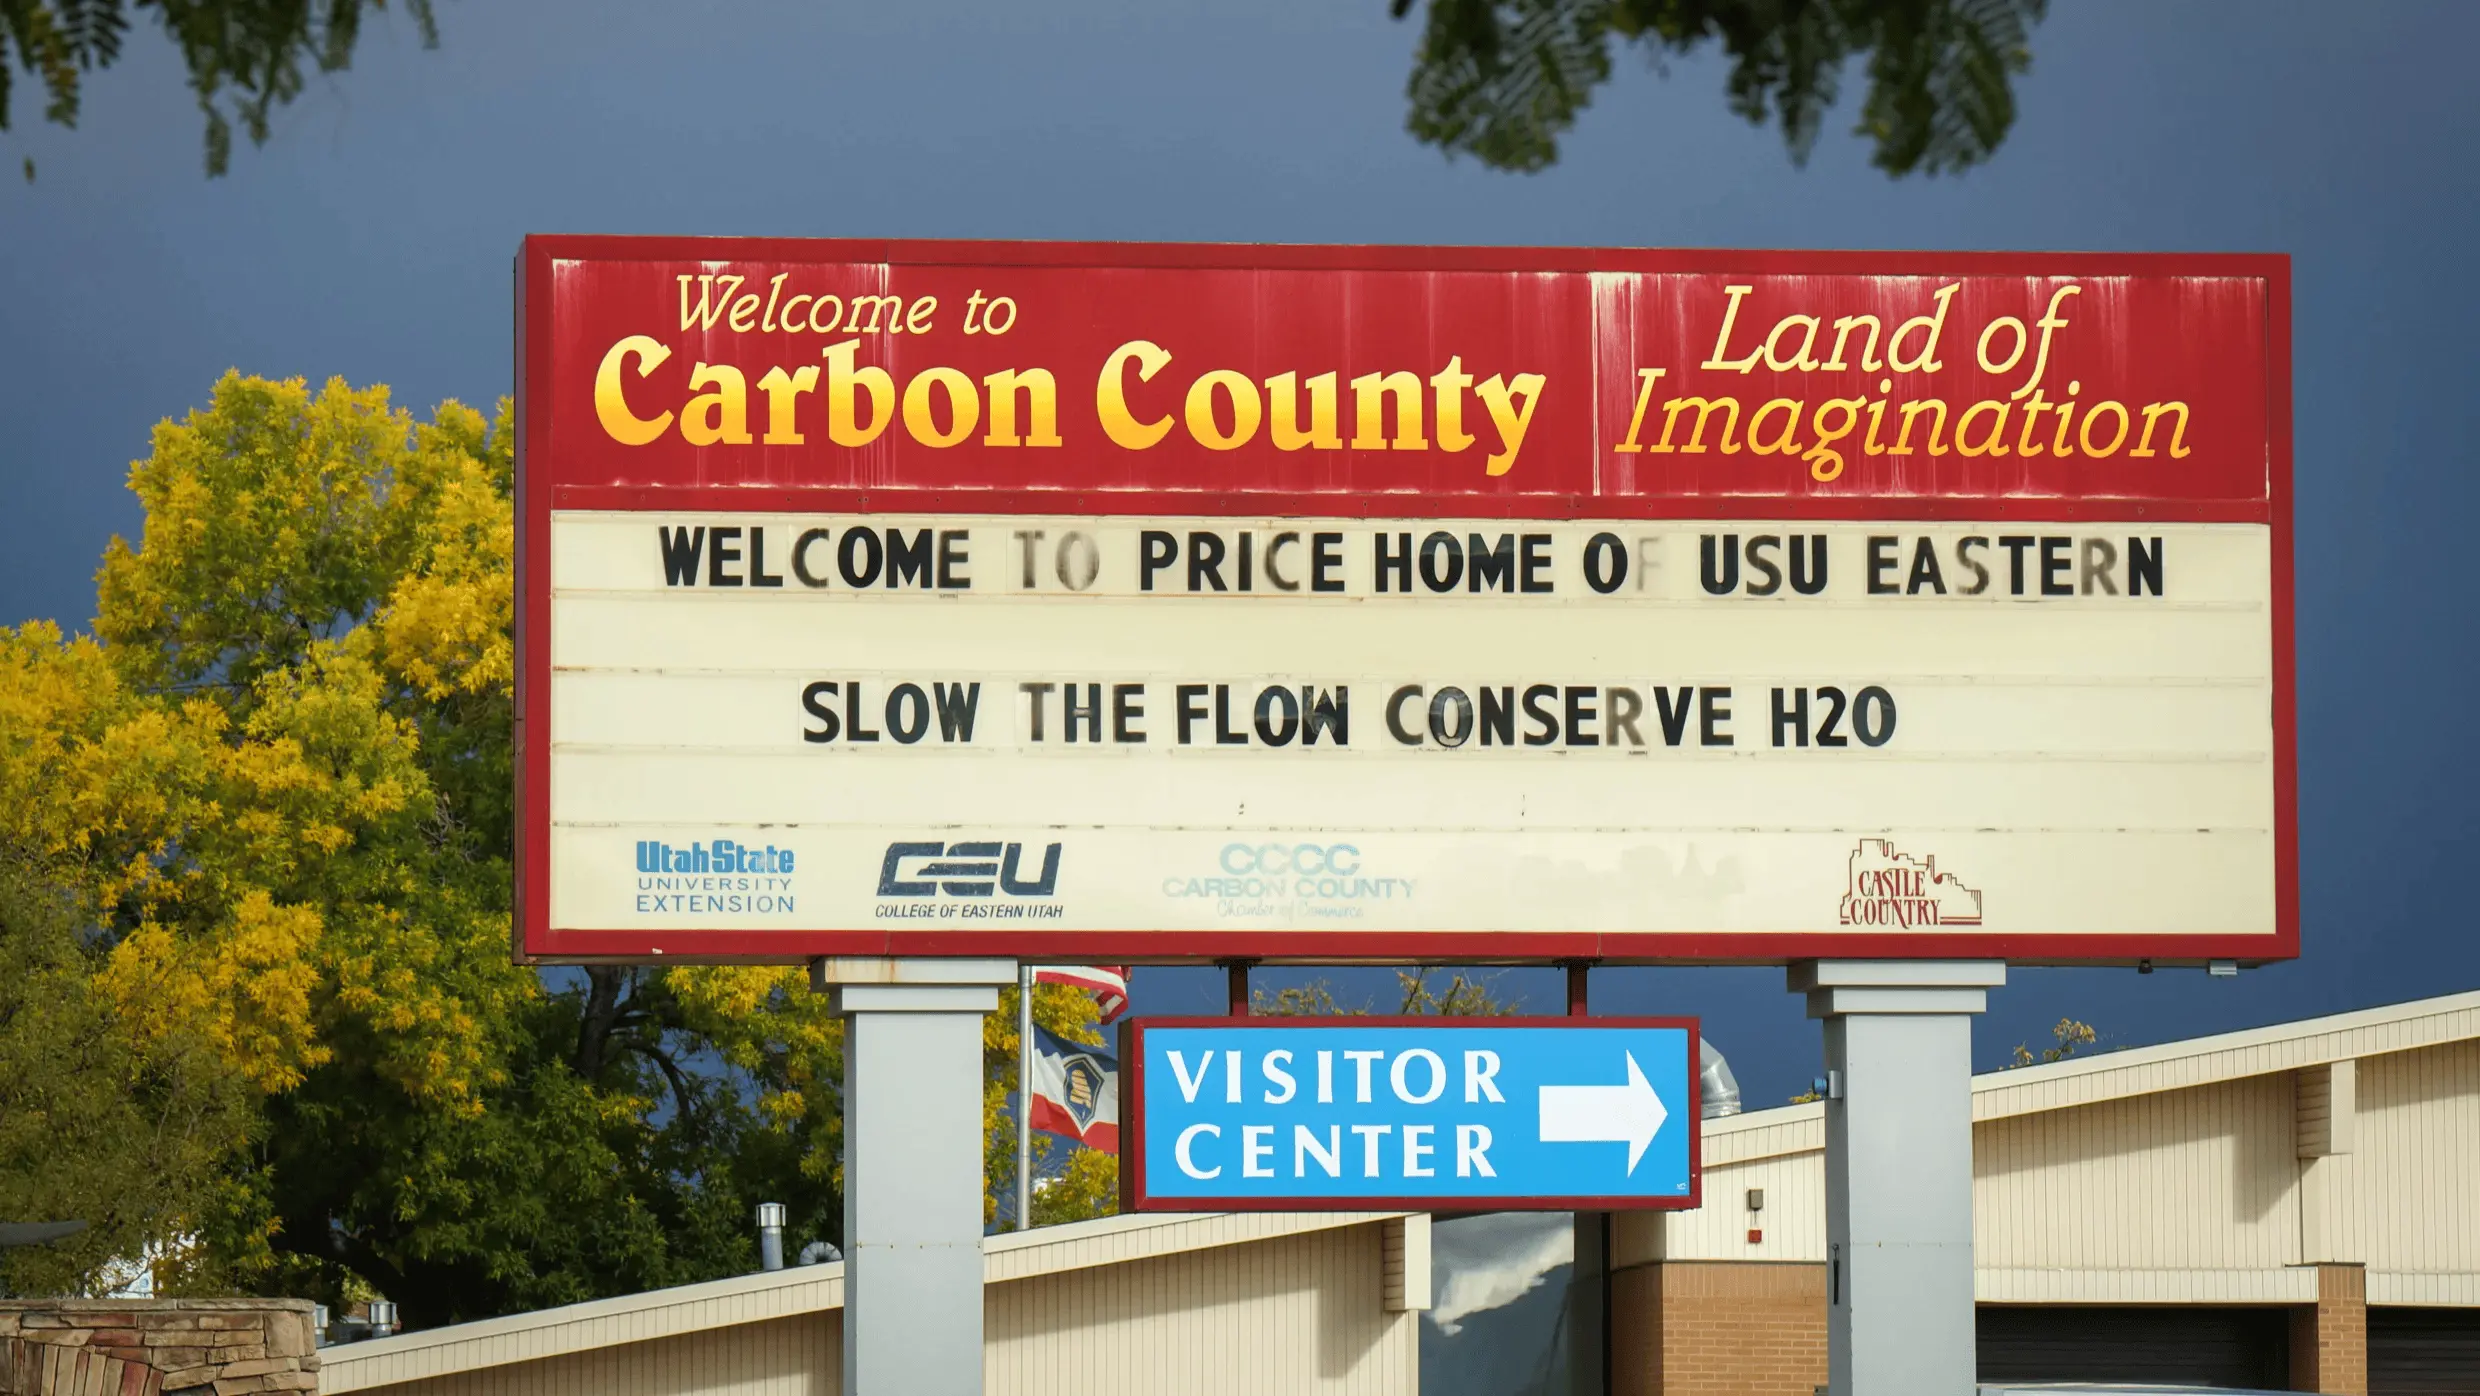 Welcome to
Carbon County
Land of
Imagination
WELCOME TO PRICE HOME OF USU EASTERN
SLOW THE FLOW CONSERVE H2O
UtahState
UNIVERSITY
EXTENSION
CEU
COLLEGE OF EASTERN UTAH
CCCC
CARBON COUNTY
Chamber of Commerce
CASTLE
COUNTRY
VISITOR
CENTER